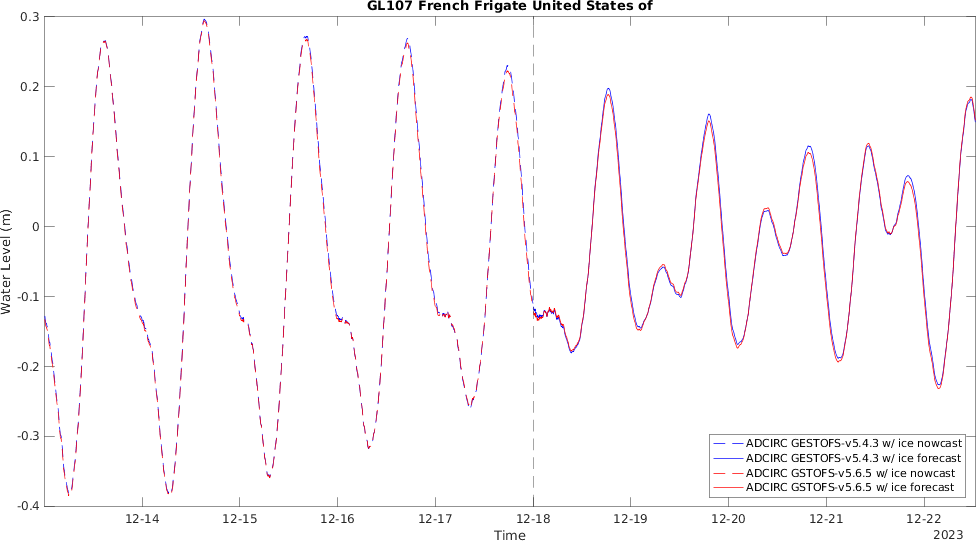 GL107 French Frigate United States of
0.3
0.2
0.1
0
-0.1
-0.2
-0.3
-0.4
Water Level (m)
ADCIRC GESTOFS-v5.4.3 w/ ice nowcast
ADCIRC GESTOFS-v5.4.3 w/ ice forecast
ADCIRC GSTOFS-v5.6.5 w/ ice nowcast
ADCIRC GSTOFS-v5.6.5 w/ ice forecast
12-14 12-15 12-16 12-17 12-18 12-19 12-20 12-21 12-22
Time
2023